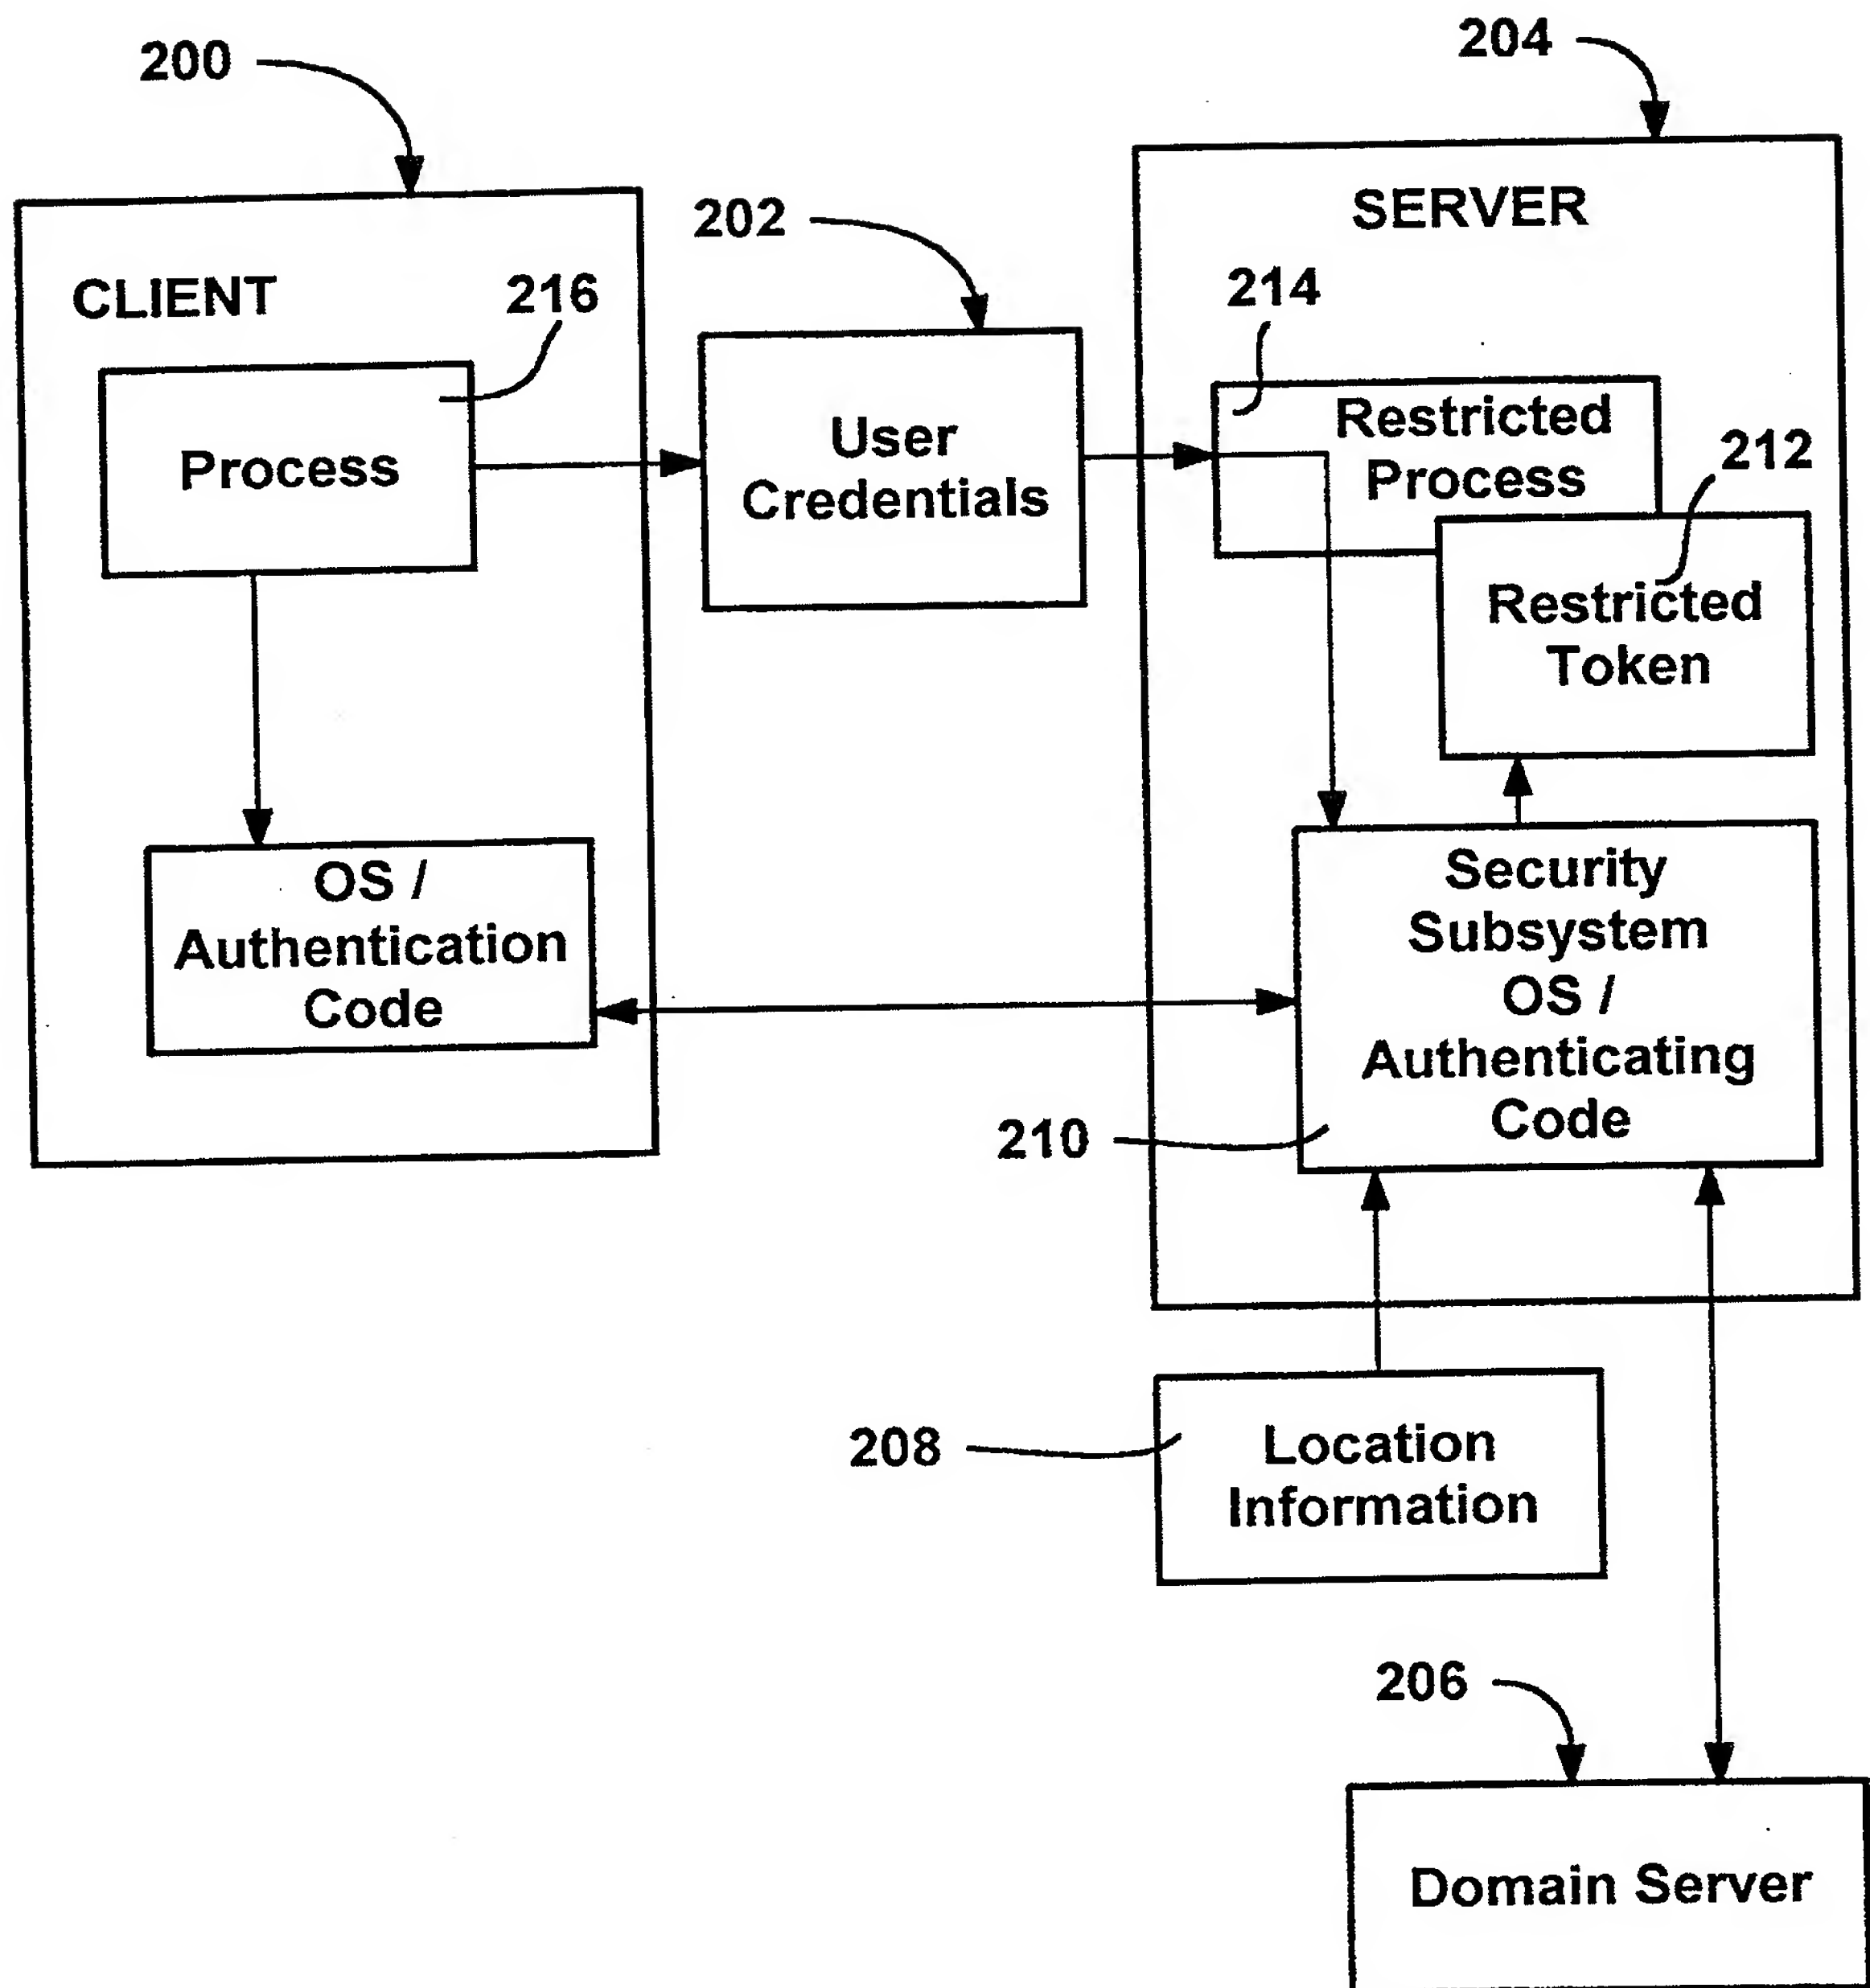 200
204
202
SERVER
CLIENT
216
214
Process
User
Credentials
Restricted
Process
212
Restricted
Token
OS /
Authentication
Code
Security
Subsystem
OS /
Authenticating
Code
210
208
Location
Information
206
Domain Server